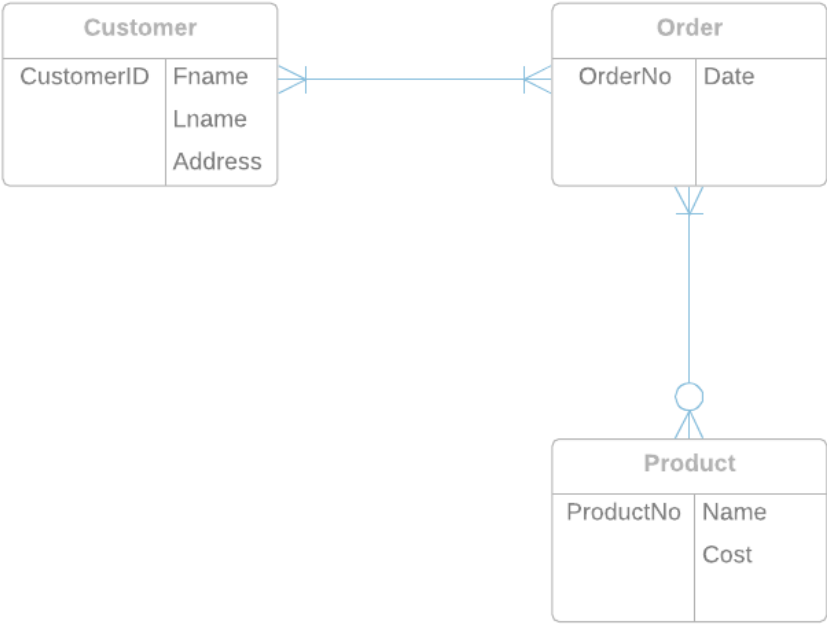 Customer
CustomerID Fname
Lname
Address
Order
OrderNo Date
Product
ProductNo Name
Cost